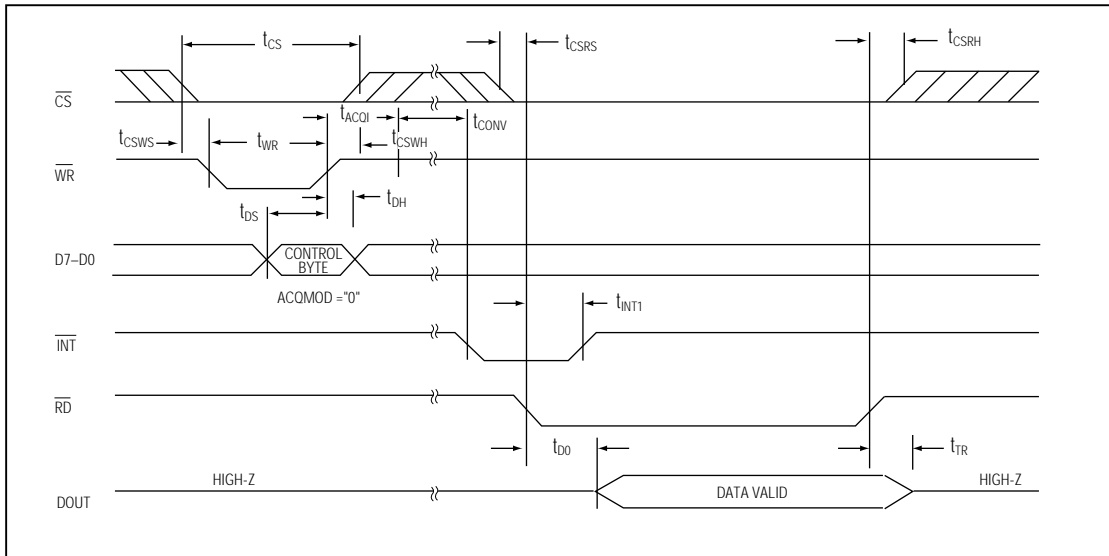 tCS
tCSRS
tCSRH
CS
tACQI
tCONV
tCSWS
tWR
tCSWH
WR
tDH
tDS
D7–D0
CONTROL
BYTE
ACQMOD ="0"
tINT1
INT
RD
tD0
tTR
HIGH-Z
DATA VALID
HIGH-Z
DOUT